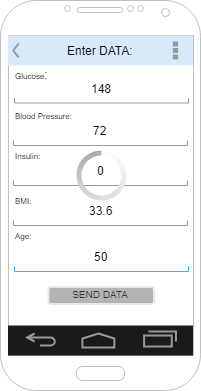 Enter DATA:
Glucose:
148
Blood Pressure:
72
Insulin:
0
BMI:
33.6
Age:
50
SEND DATA